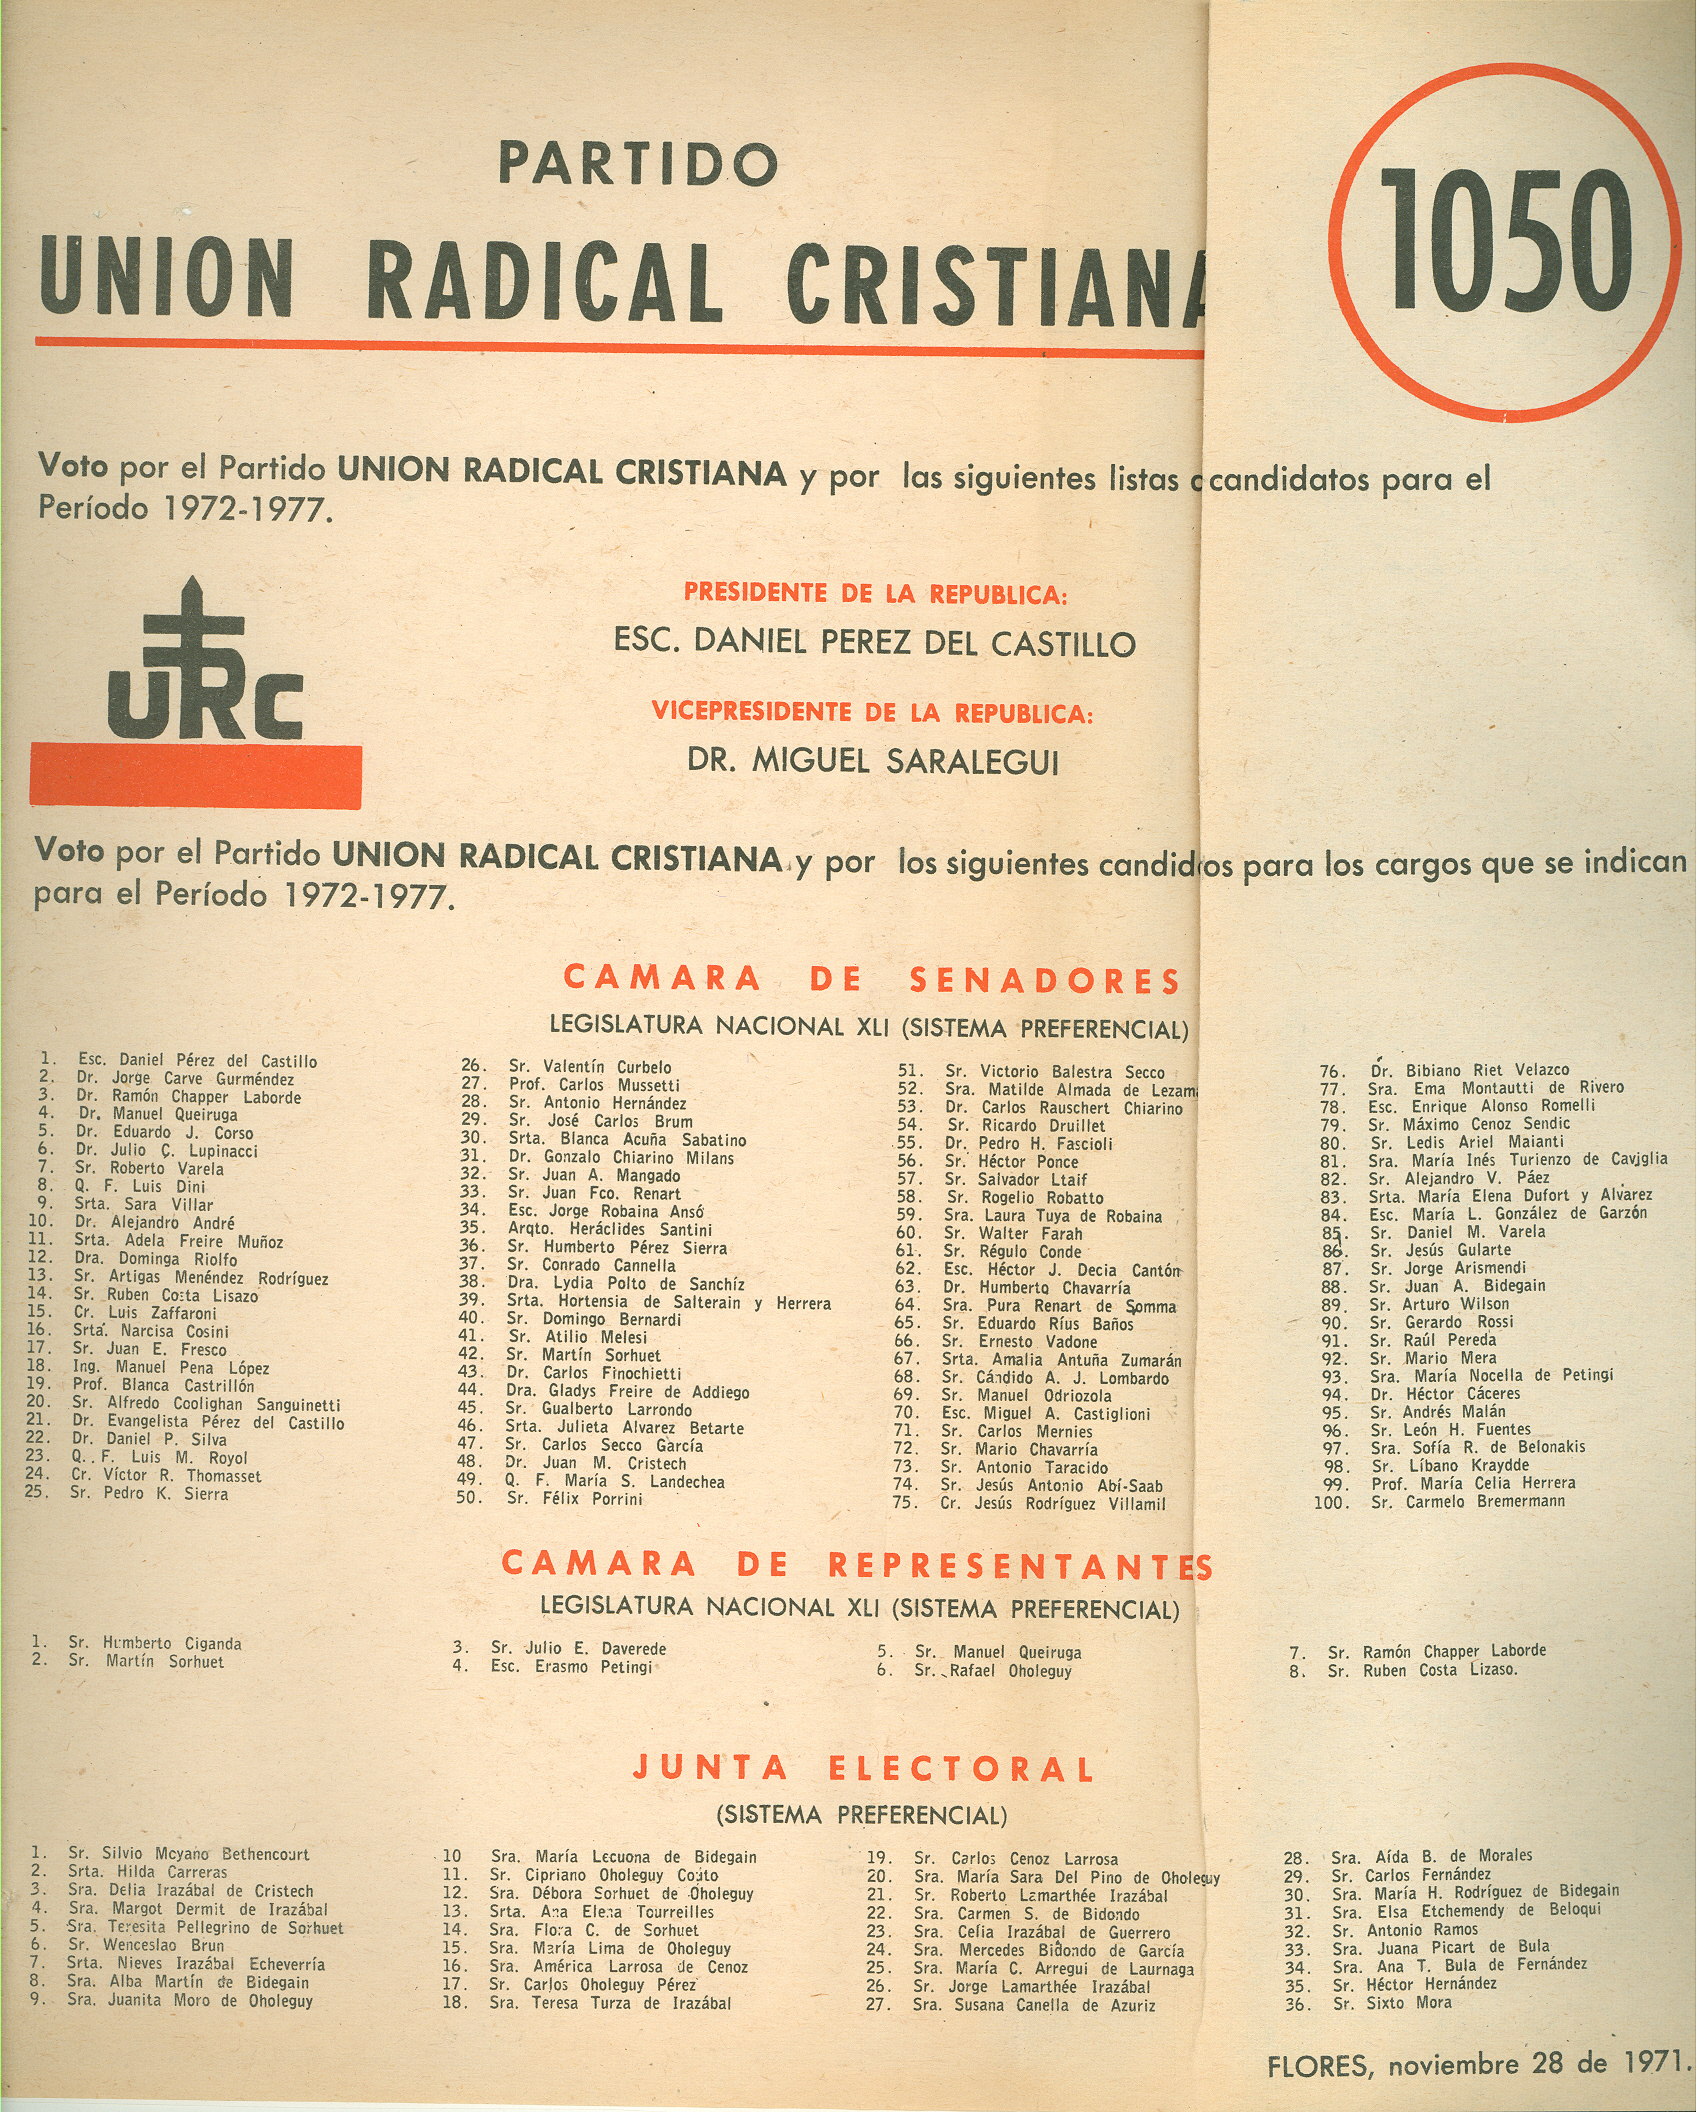 PARTIDO
UNION RADICAL CRISTIANA
1050
Voto por el Partido UNION RADICAL CRISTIANA y por las siguientes listas candidatos para el
Período 1972-1977.
URC
PRESIDENTE DE LA REPUBLICA:
ESC. DANIEL PEREZ DEL CASTILLO
VICEPRESIDENTE DE LA REPUBLICA:
DR. MIGUEL SARALEGUI
Voto por el Partido UNION RADICAL CRISTIANA y por los siguientes candid os para los cargos que se indican
para el Período 1972-1977.
CAMARA DE SENADORES
LEGISLATURA NACIONAL XLI (SISTEMA PREFERENCIAL)
1. Esc. Daniel Pérez del Castillo
2. Dr. Jorge Carve Gurméndez
3. Dr. Ramón Chapper Laborde
4. Dr. Manuel Queiruga
5. Dr. Eduardo J. Corso
6. Dr. Julio C. Lupinacci
7. Sr. Roberto Varela
8. Q. F. Luis Dini
9. Srta. Sara Villar
10. Dr. Alejandro André
11. Srta. Adela Freire Muñoz
12. Dra. Dominga Riolfo
13. Sr. Artigas Menéndez Rodríguez
14. Sr. Ruben Costa Lisazo
15. Cr. Luis Zaffaroni
16. Srta. Narcisa Cosini
17. Sr. Juan E. Fresco
18. Ing. Manuel Pena López
19. Prof. Blanca Castrillón
20. Sr. Alfredo Coolighan Sanguinetti
21. Dr. Evangelista Pérez del Castillo
22. Dr. Daniel P. Silva
23. Q. F. Luis M. Royol
24. Cr. Víctor R. Thomasset
25. Sr. Pedro K. Sierra
26. Sr. Valentín Curbelo
27. Prof. Carlos Mussetti
28. Sr. Antonio Hernández
29. Sr. José Carlos Brum
30. Srta. Blanca Acuña Sabatino
31. Dr. Gonzalo Chiarino Milans
32. Sr. Juan A. Mangado
33. Sr. Juan Fco. Renart
34. Esc. Jorge Robaina Ansó
35. Arqto. Heráclides Santini
36. Sr. Humberto Pérez Sierra
37. Sr. Conrado Cannella
38. Dra. Lydia Polto de Sanchíz
39. Srta. Hortensia de Salterain y Herrera
40. Sr. Domingo Bernardi
41. Sr. Atilio Melesi
42. Sr. Martín Sorhuet
43. Dr. Carlos Finochietti
44. Dra. Gladys Freire de Addiego
45. Sr. Gualberto Larrondo
46. Srta. Julieta Alvarez Betarte
47. Sr. Carlos Secco García
48. Dr. Juan M. Cristech
49. Q. F. María S. Landechea
50. Sr. Félix Porrini
51. Sr. Victorio Balestra Secco
52. Sra. Matilde Almada de Lezama
53. Dr. Carlos Rauschert Chiarino
54. Sr. Ricardo Druillet
55. Dr. Pedro H. Fascioli
56. Sr. Héctor Ponce
57. Sr. Salvador Ltaif
58. Sr. Rogelio Robatto
59. Sra. Laura Tuya de Robaina
60. Sr. Walter Farah
61. Sr. Régulo Conde
62. Esc. Héctor J. Decia Cantón
63. Dr. Humberto Chavarría
64. Sra. Pura Renart de Somma
65. Sr. Eduardo Ríus Baños
66. Sr. Ernesto Vadone
67. Srta. Amalia Antuña Zumarán
68. Sr. Cándido A. J. Lombardo
69. Sr. Manuel Odriozola
70. Esc. Miguel A. Castiglioni
71. Sr. Carlos Mernies
72. Sr. Mario Chavarría
73. Sr. Antonio Taracido
74. Sr. Jesús Antonio Abí-Saab
75. Cr. Jesús Rodríguez Villamil
76. Dr. Bibiano Riet Velazco
77. Sra. Ema Montautti de Rivero
78. Esc. Enrique Alonso Romelli
79. Sr. Máximo Cenoz Sendic
80. Sr. Ledis Ariel Maianti
81. Sra. María Inés Turienzo de Caviglia
82. Sr. Alejandro V. Páez
83. Srta. María Elena Dufort y Alvarez
84. Esc. María L. González de Garzón
85. Sr. Daniel M. Varela
86. Sr. Jesús Gularte
87. Sr. Jorge Arismendi
88. Sr. Juan A. Bidegain
89. Sr. Arturo Wilson
90. Sr. Gerardo Rossi
91. Sr. Raúl Pereda
92. Sr. Mario Mera
93. Sra. María Nocella de Petingi
94. Dr. Héctor Cáceres
95. Sr. Andrés Malán
96. Sr. León H. Fuentes
97. Sra. Sofía R. de Belonakis
98. Sr. Líbano Kraydde
99. Prof. María Celia Herrera
100. Sr. Carmelo Bremermann
CAMARA DE REPRESENTANTES
LEGISLATURA NACIONAL XLI (SISTEMA PREFERENCIAL)
1. Sr. Humberto Ciganda
2. Sr. Martín Sorhuet
3. Sr. Julio E. Daverede
4. Esc. Erasmo Petingi
5. Sr. Manuel Queiruga
6. Sr. Rafael Oholeguy
7. Sr. Ramón Chapper Laborde
8. Sr. Ruben Costa Lizaso.
JUNTA ELECTORAL
(SISTEMA PREFERENCIAL)
1. Sr. Silvio Moyano Bethencourt
2. Srta. Hilda Carreras
3. Sra. Delia Irazábal de Cristech
4. Sra. Margot Dermit de Irazábal
5. Sra. Teresita Pellegrino de Sorhuet
6. Sr. Wenceslao Brun
7. Srta. Nieves Irazábal Echeverría
8. Sra. Alba Martín de Bidegain
9. Sra. Juanita Moro de Oholeguy
10 Sra. María Lecuona de Bidegain
11. Sr. Cipriano Oholeguy Couto
12. Sra. Débora Sorhuet de Oholeguy
13. Srta. Ana Elena Tourreilles
14. Sra. Flora C. de Sorhuet
15. Sra. María Lima de Oholeguy
16. Sra. América Larrosa de Cenoz
17. Sr. Carlos Oholeguy Pérez
18. Sra. Teresa Turza de Irazábal
19. Sr. Carlos Cenoz Larrosa
20. Sra. María Sara Del Pino de Oholeguy
21. Sr. Roberto Lamarthée Irazábal
22. Sra. Carmen S. de Bidondo
23. Sra. Celia Irazábal de Guerrero
24. Sra. Mercedes Bidondo de García
25. Sra. María C. Arregui de Laurnaga
26. Sr. Jorge Lamarthée Irazábal
27. Sra. Susana Canella de Azuriz
28. Sra. Aída B. de Morales
29. Sr. Carlos Fernández
30. Sra. María H. Rodríguez de Bidegain
31. Sra. Elsa Etchemendy de Beloqui
32. Sr. Antonio Ramos
33. Sra. Juana Picart de Bula
34. Sra. Ana T. Bula de Fernández
35. Sr. Héctor Hernández
36. Sr. Sixto Mora
FLORES, noviembre 28 de 1971.